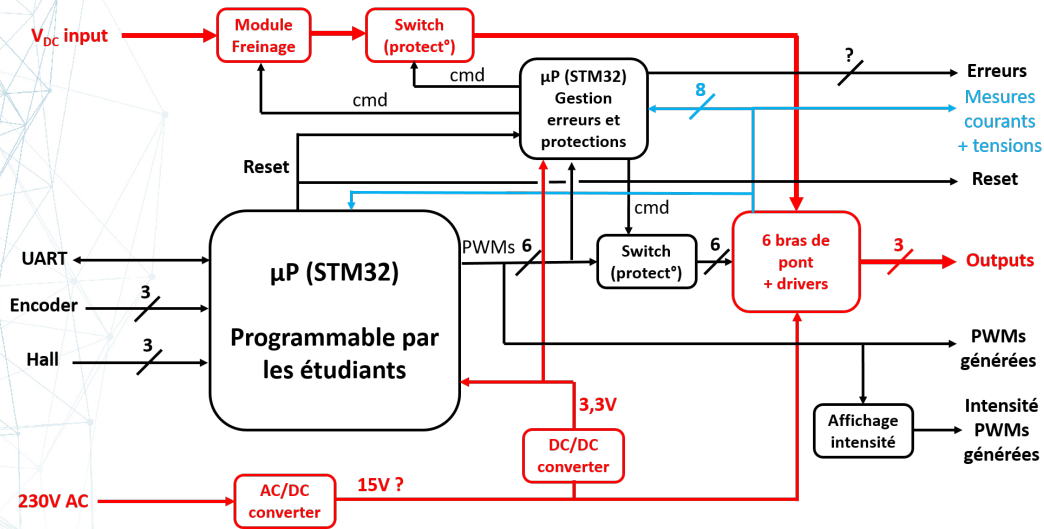 V_DC input
Module
Freinage
Switch
(protect°)
cmd
cmd
µP (STM32)
Gestion
erreurs et
protections
?
8
Erreurs
Mesures
courants
+ tensions
Reset
Reset
cmd
UART
Encoder
3
Hall
3
µP (STM32)
Programmable par
les étudiants
PWMs
6
Switch
(protect°)
6
6 bras de
pont
+ drivers
3
Outputs
PWMs
générées
Affichage
intensité
Intensité
PWMs
générées
3,3V
DC/DC
converter
230V AC
AC/DC
converter
15V ?